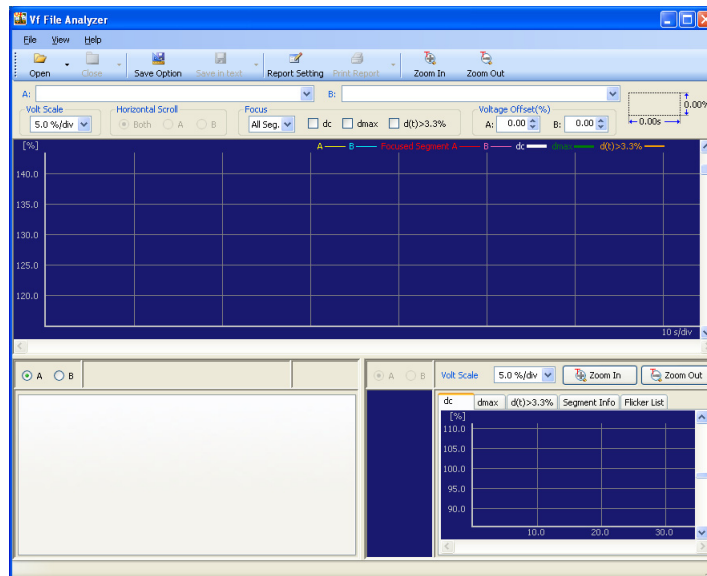 Vf File Analyzer
File View Help
Open Close Save Option Save in text Report Setting Print Report Zoom In Zoom Out
A: B:
Volt Scale Horizontal Scroll Focus Voltage Offset(%)
5.0 %/div Both A B All Seg. dc dmax d(t)>3.3% A: 0.00 B: 0.00
0.00%
0.00s
[%] A B Focused Segment A B dc dmax d(t)>3.3%
140.0
135.0
130.0
125.0
120.0
10 s/div
A B A B Volt Scale 5.0 %/div Zoom In Zoom Out
dc dmax d(t)>3.3% Segment Info Flicker List
[%]
110.0
105.0
100.0
95.0
90.0
10.0 20.0 30.0